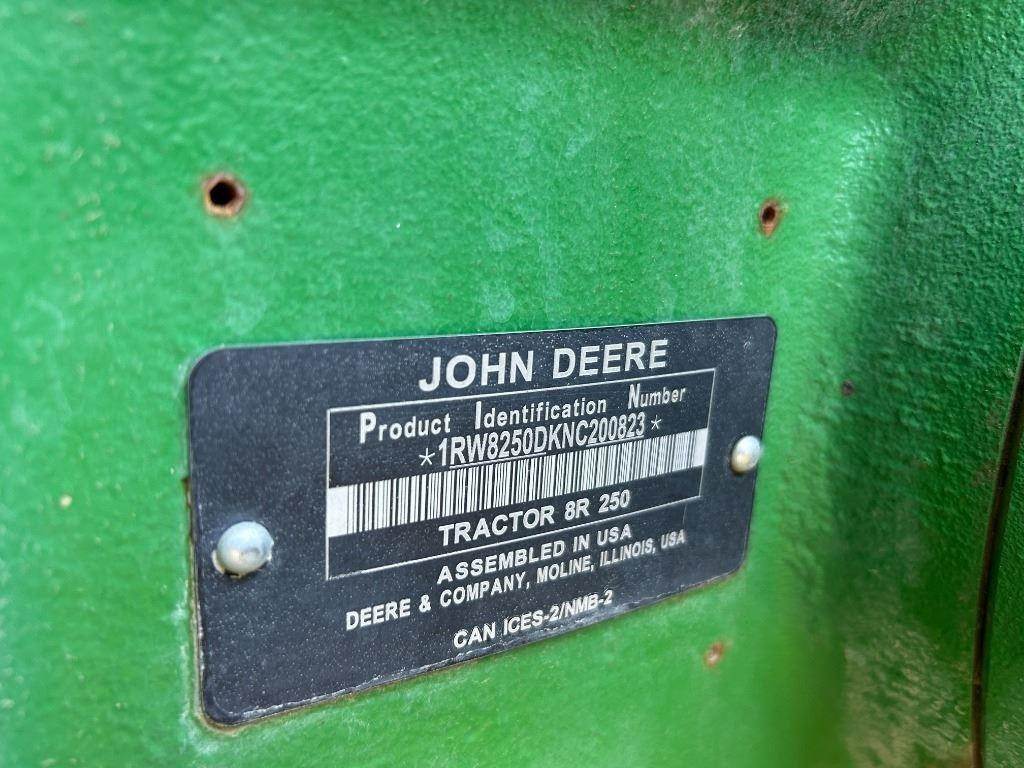 JOHN DEERE
Product Identification Number
*1RW8250DKNC200823*
TRACTOR 8R 250
ASSEMBLED IN USA
DEERE & COMPANY, MOLINE, ILLINOIS, USA
CAN ICES-2/NMB-2